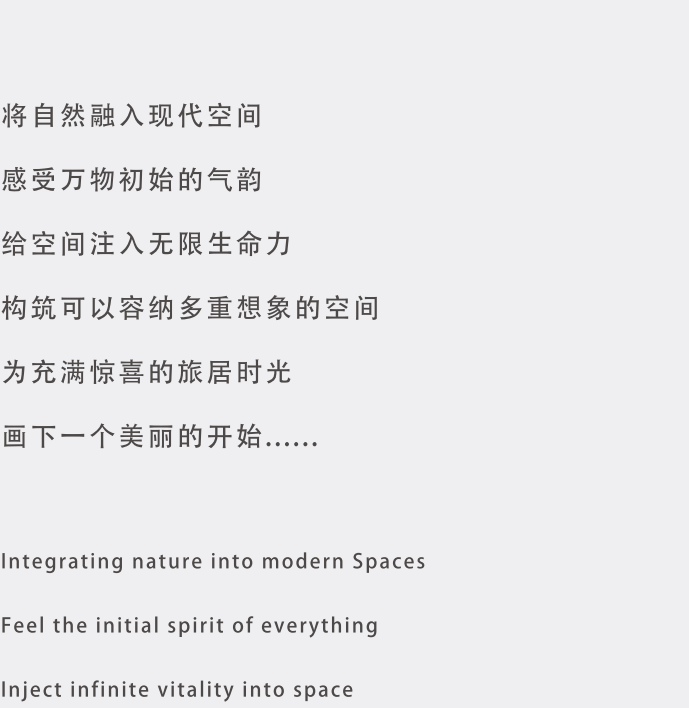 将自然融入现代空间
感受万物初始的气韵
给空间注入无限生命力
构筑可以容纳多重想象的空间
为充满惊喜的旅居时光
画下一个美丽的开始......
Integrating nature into modern Spaces
Feel the initial spirit of everything
Inject infinite vitality into space